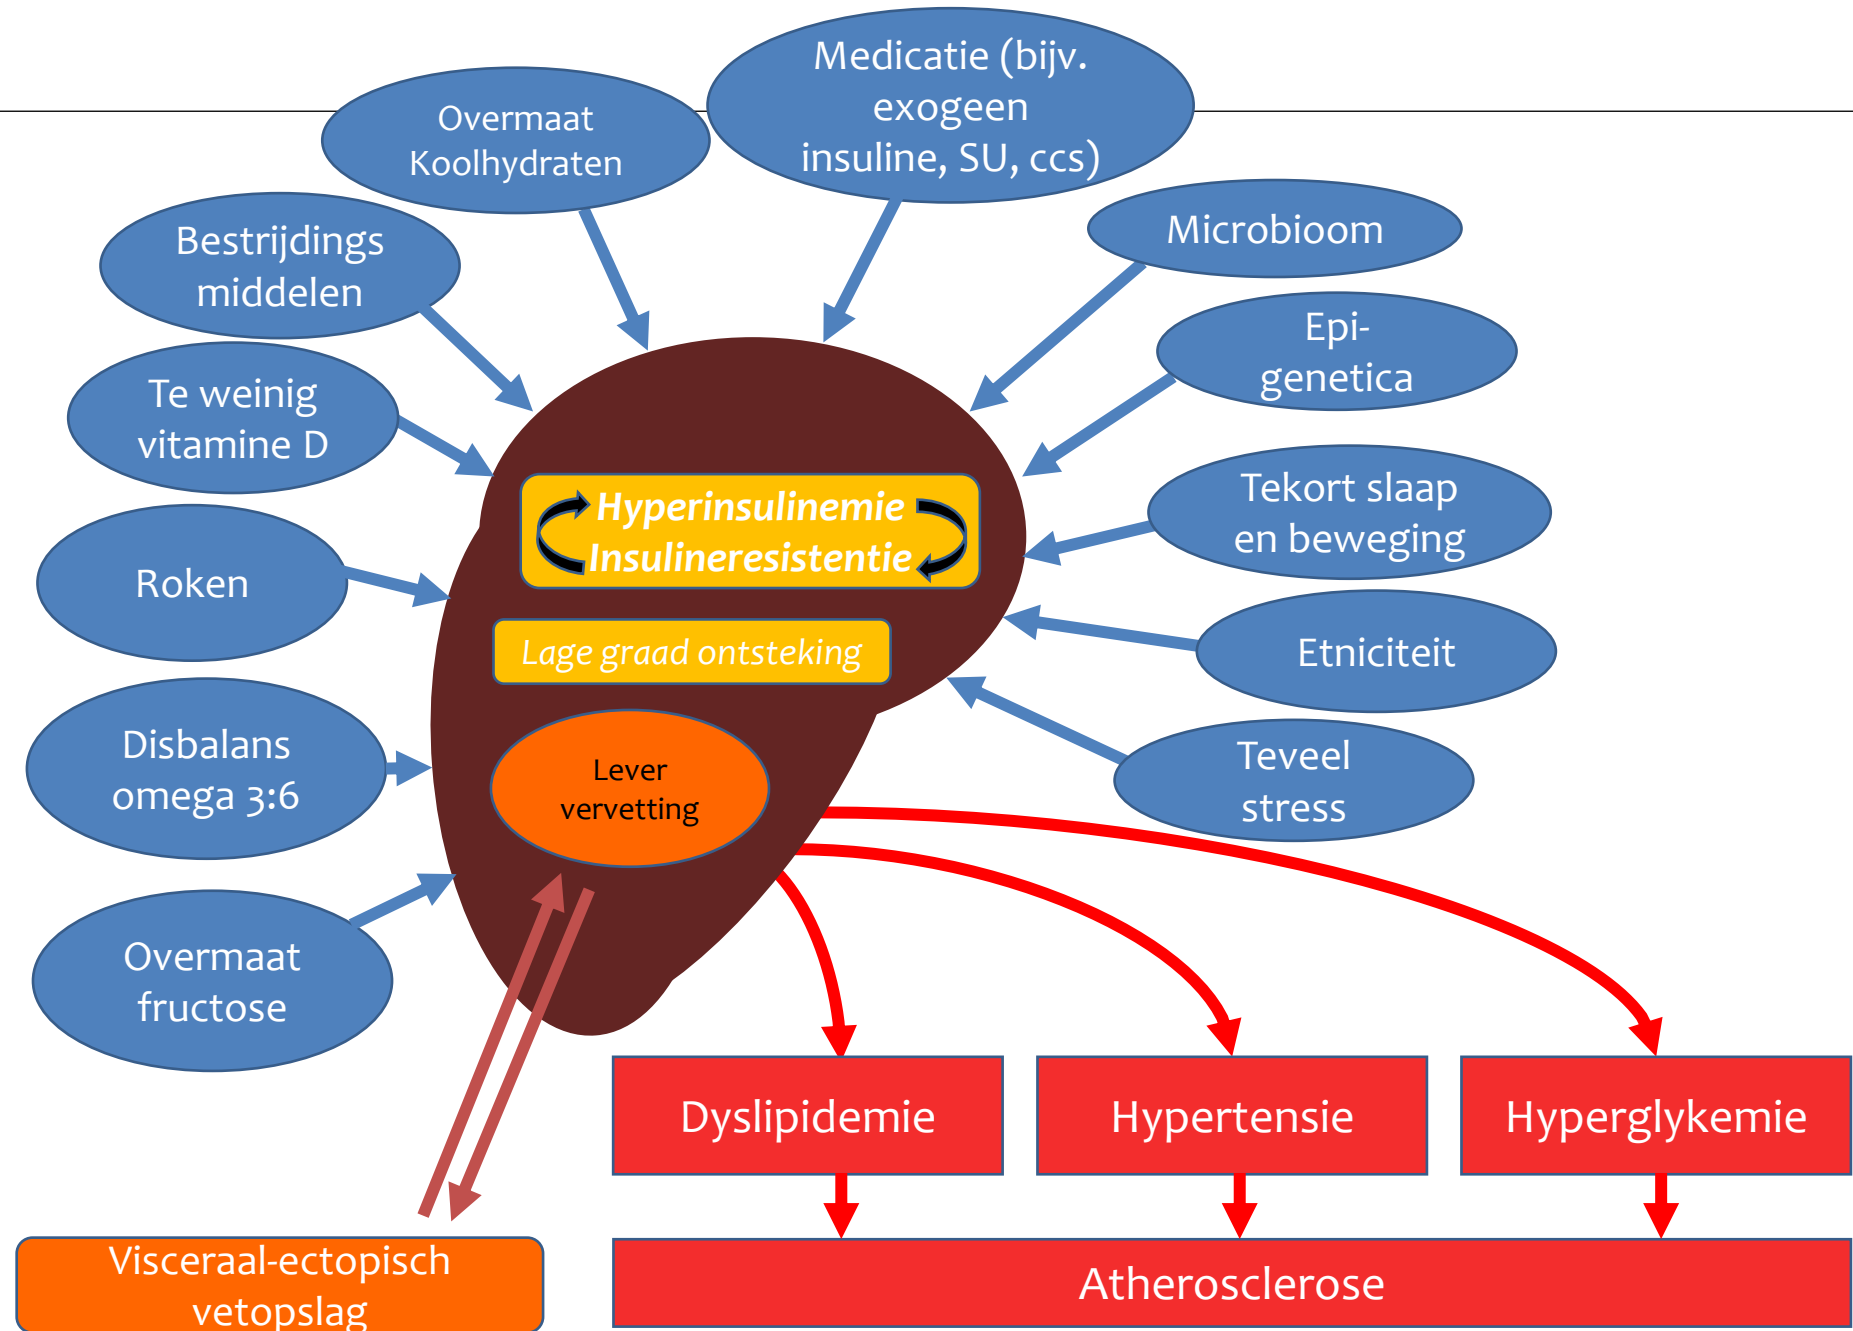 Medicatie (bijv.
exogeen
insuline, SU, ccs)
Overmaat
Koolhydraten
Microbioom
Bestrijdings
middelen
Epi-
genetica
Te weinig
vitamine D
Tekort slaap
en beweging
Hyperinsulinemie
Insulineresistentie
Roken
Lage graad ontsteking
Etniciteit
Disbalans
omega 3:6
Lever
vervetting
Teveel
stress
Overmaat
fructose
Dyslipidemie
Hypertensie
Hyperglykemie
Visceraal-ectopisch
vetopslag
Atherosclerose